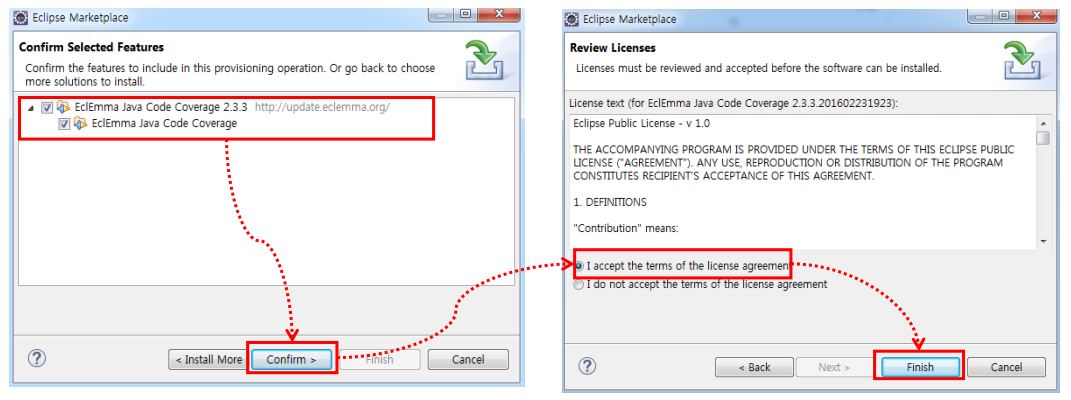 Eclipse Marketplace
Confirm Selected Features
Confirm the features to include in this provisioning operation. Or go back to choose
more solutions to install.
EclEmma Java Code Coverage 2.3.3 http://update.eclemma.org/
EclEmma Java Code Coverage
< Install More
Confirm >
Finish
Cancel
Eclipse Marketplace
Review Licenses
Licenses must be reviewed and accepted before the software can be installed.
License text (for EclEmma Java Code Coverage 2.3.3.201602231923):
Eclipse Public License - v 1.0
THE ACCOMPANYING PROGRAM IS PROVIDED UNDER THE TERMS OF THIS ECLIPSE PUBLIC
LICENSE ("AGREEMENT"). ANY USE, REPRODUCTION OR DISTRIBUTION OF THE PROGRAM
CONSTITUTES RECIPIENT'S ACCEPTANCE OF THIS AGREEMENT.
1. DEFINITIONS
"Contribution" means:
I accept the terms of the license agreement
I do not accept the terms of the license agreement
< Back
Next >
Finish
Cancel